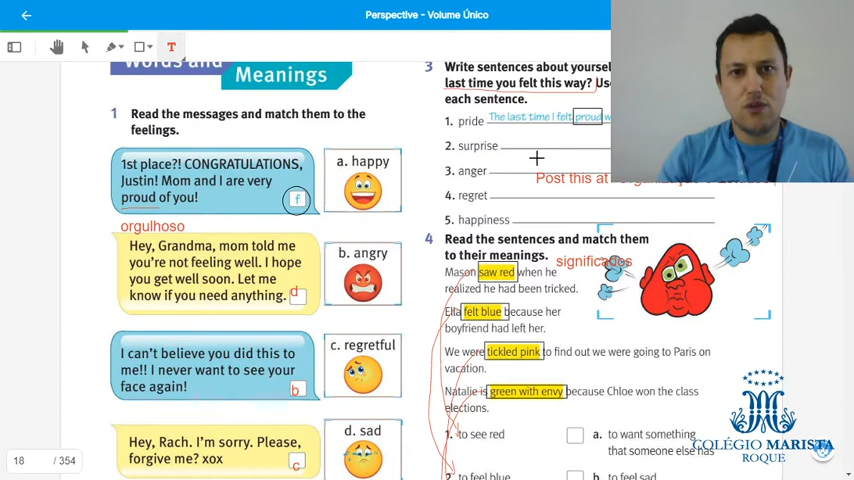 Perspective - Volume Único
Words and
Meanings
1 Read the messages and match them to the
feelings.
1st place?! CONGRATULATIONS,
Justin! Mom and I are very
proud of you!
f
orgulhoso
Hey, Grandma, mom told me
you're not feeling well. I hope
you get well soon. Let me
know if you need anything.
d
I can't believe you did this to
me!! I never want to see your
face again!
b
Hey, Rach. I'm sorry. Please,
forgive me? xox
c
a. happy
b. angry
c. regretful
d. sad
3 Write sentences about yoursel
last time you felt this way? Us
each sentence.
1. pride The last time I felt proud w
2. surprise
3. anger
Post this at
4. regret
5. happiness
4 Read the sentences and match them
to their meanings.
significados
Mason saw red when he
realized he had been tricked.
Ella felt blue because her
boyfriend had left her.
We were tickled pink to find out we were going to Paris on
vacation.
Natalie is green with envy because Chloe won the class
elections.
1. to see red
a. to want something
that someone else has
2. to feel blue
b. to feel sad
COLÉGIO MARISTA
ROQUE
18 / 354
T